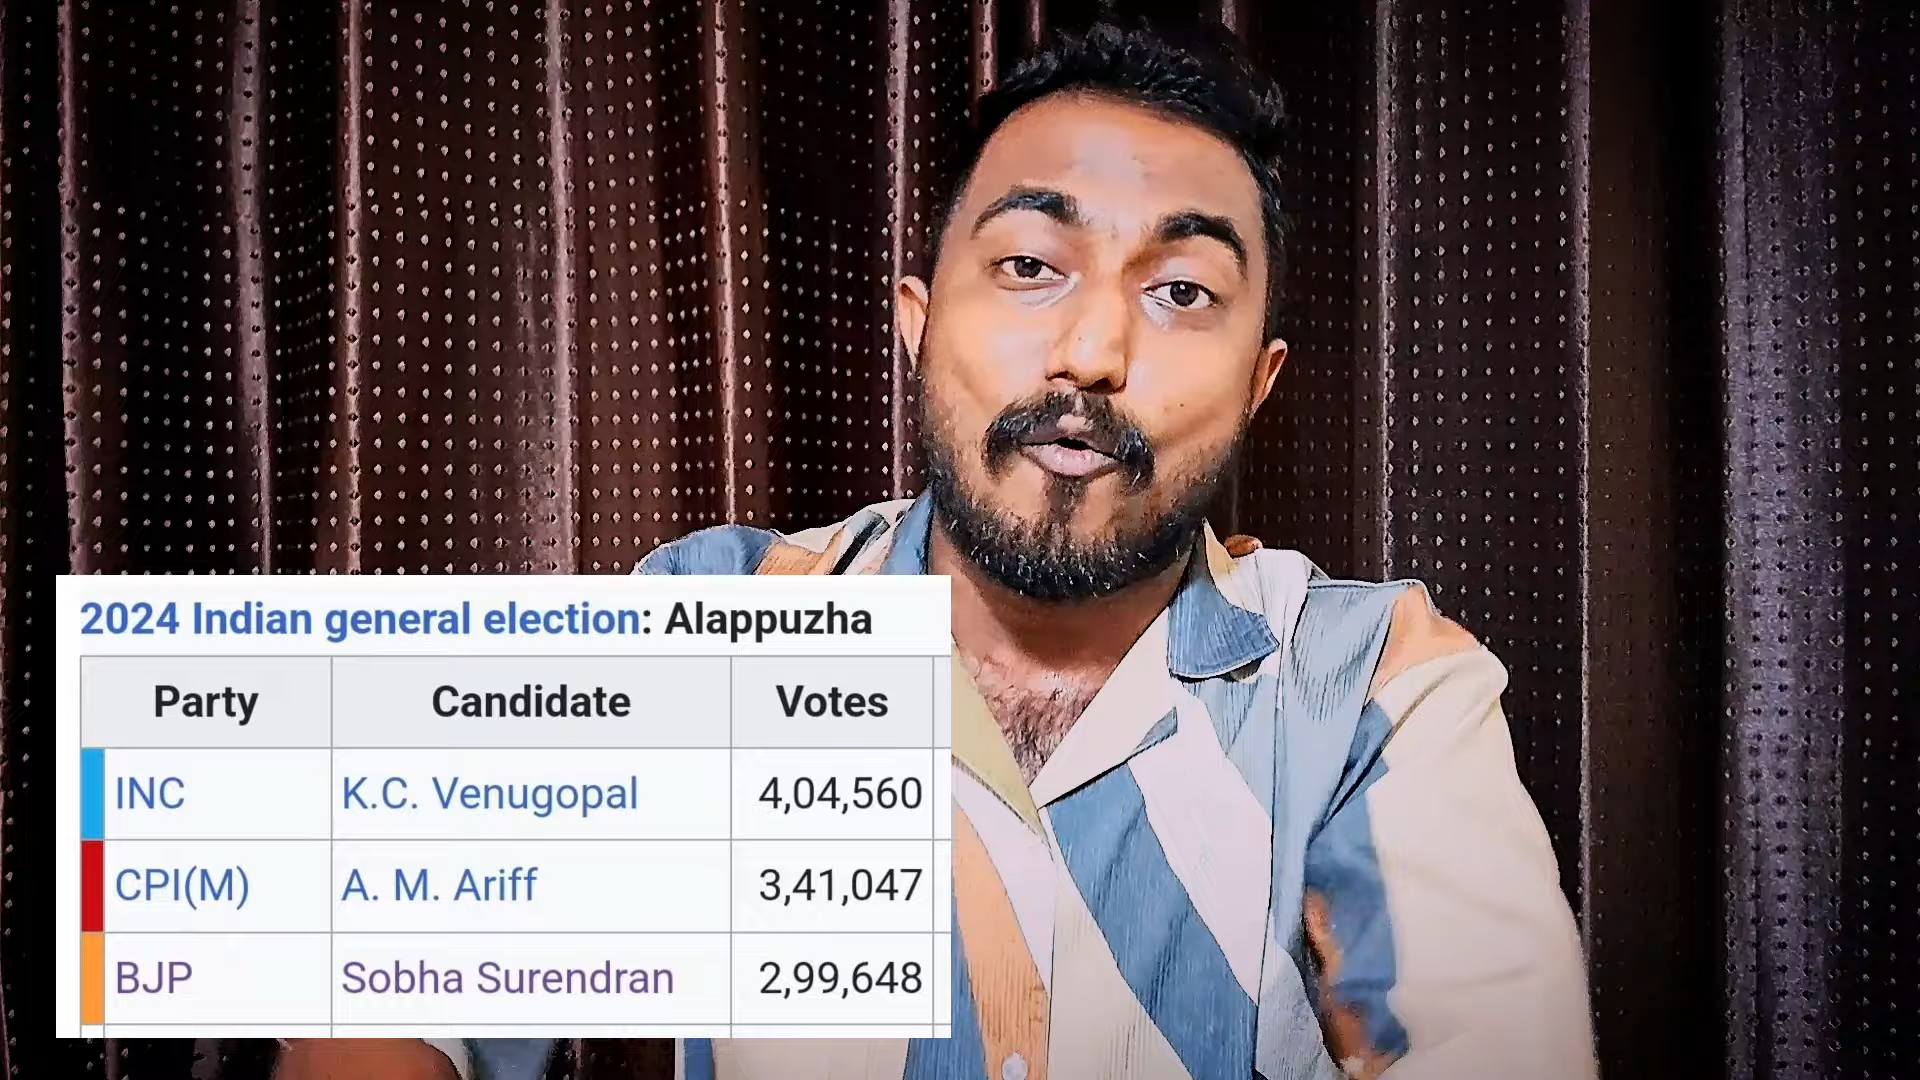 2024 Indian general election: Alappuzha
Party Candidate Votes
INC K.C. Venugopal 4,04,560
CPI(M) A. M. Ariff 3,41,047
BJP Sobha Surendran 2,99,648